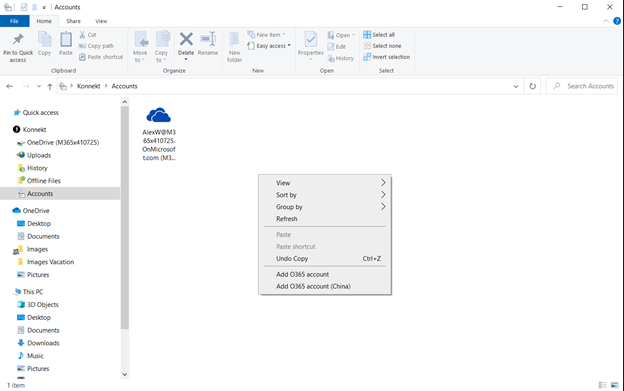 Accounts
File
Home
Share
View
Pin to Quick
access
Copy
Paste
Cut
Copy path
Paste shortcut
Clipboard
Move
to
Copy
to
Delete
Rename
Organize
New
folder
New item
Easy access
New
Properties
Open
Edit
History
Open
Select all
Select none
Invert selection
Select
Konnekt > Accounts
Search Accounts
Quick access
Konnekt
OneDrive (M365x410725)
Uploads
History
Offline Files
Accounts
OneDrive
Desktop
Documents
Images
Images Vacation
Pictures
This PC
3D Objects
Desktop
Documents
Downloads
Music
Pictures
AlexW@M3
65x410725.
OnMicrosof
t.com (M3...
View
Sort by
Group by
Refresh
Paste
Paste shortcut
Undo Copy Ctrl+Z
Add O365 account
Add O365 account (China)
1 item